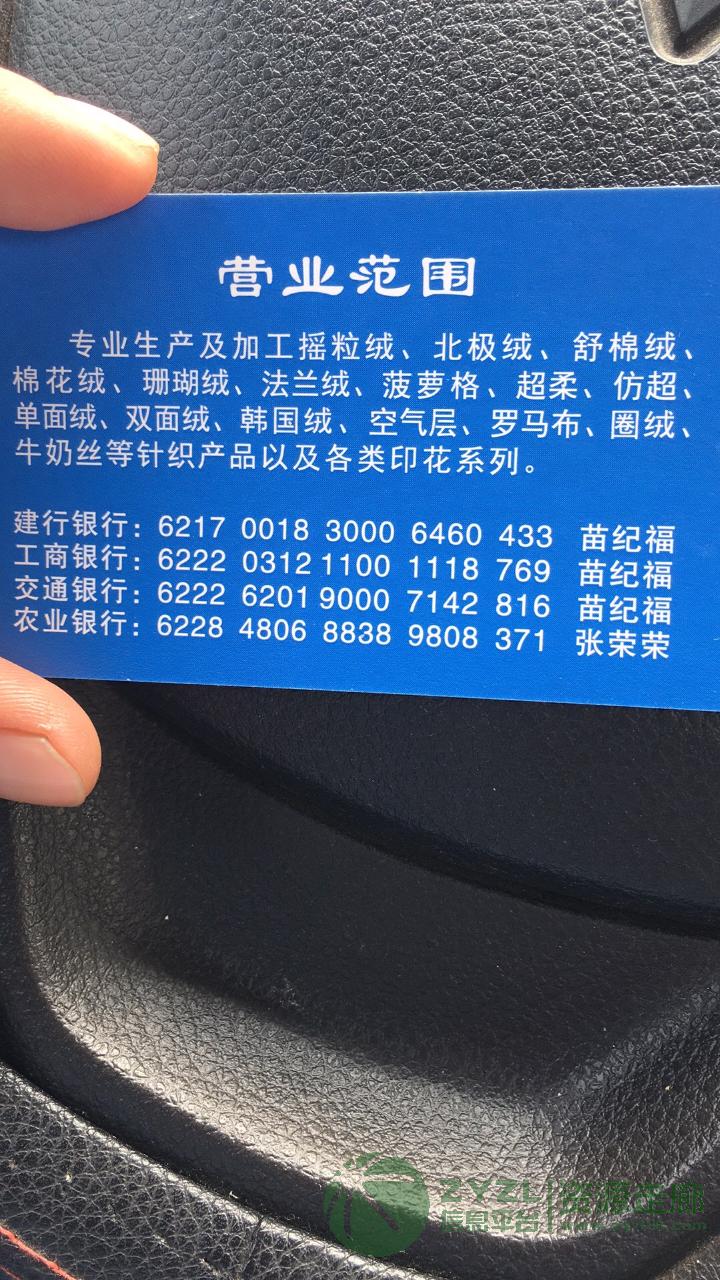 营业范围
专业生产及加工摇粒绒、北极绒、舒棉绒、
棉花绒、珊瑚绒、法兰绒、菠萝格、超柔、仿超、
单面绒、双面绒、韩国绒、空气层、罗马布、圈绒、
牛奶丝等针织产品以及各类印花系列。
建行银行：6217 0018 3000 6460 433 苗纪福
工商银行：6222 0312 1100 1118 769 苗纪福
交通银行：6222 6201 9000 7142 816 苗纪福
农业银行：6228 4806 8838 9808 371 张荣荣
ZYZL 资源走廊
信息平台